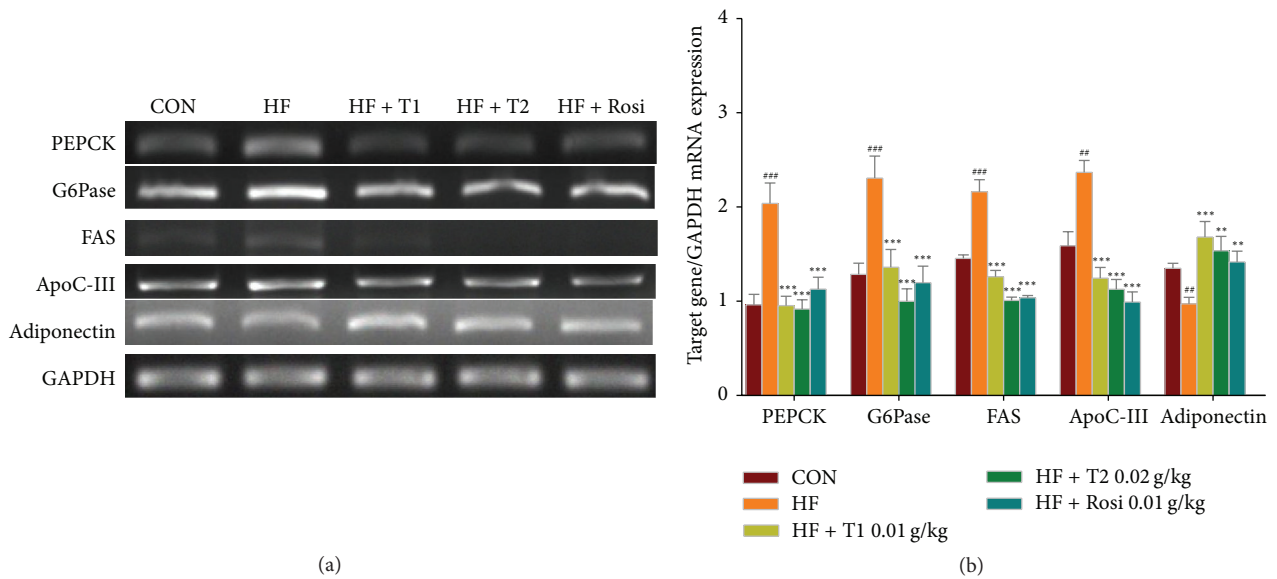 CON HF HF + T1 HF + T2 HF + Rosi
PEPCK
G6Pase
FAS
ApoC-III
Adiponectin
GAPDH
(a)
Target gene/GAPDH mRNA expression
4
3
2
1
0
###
***
***
***
###
***
***
***
###
***
***
***
##
***
***
***
##
***
**
**
PEPCK G6Pase FAS ApoC-III Adiponectin
CON
HF
HF + T1 0.01 g/kg
HF + T2 0.02 g/kg
HF + Rosi 0.01 g/kg
(b)